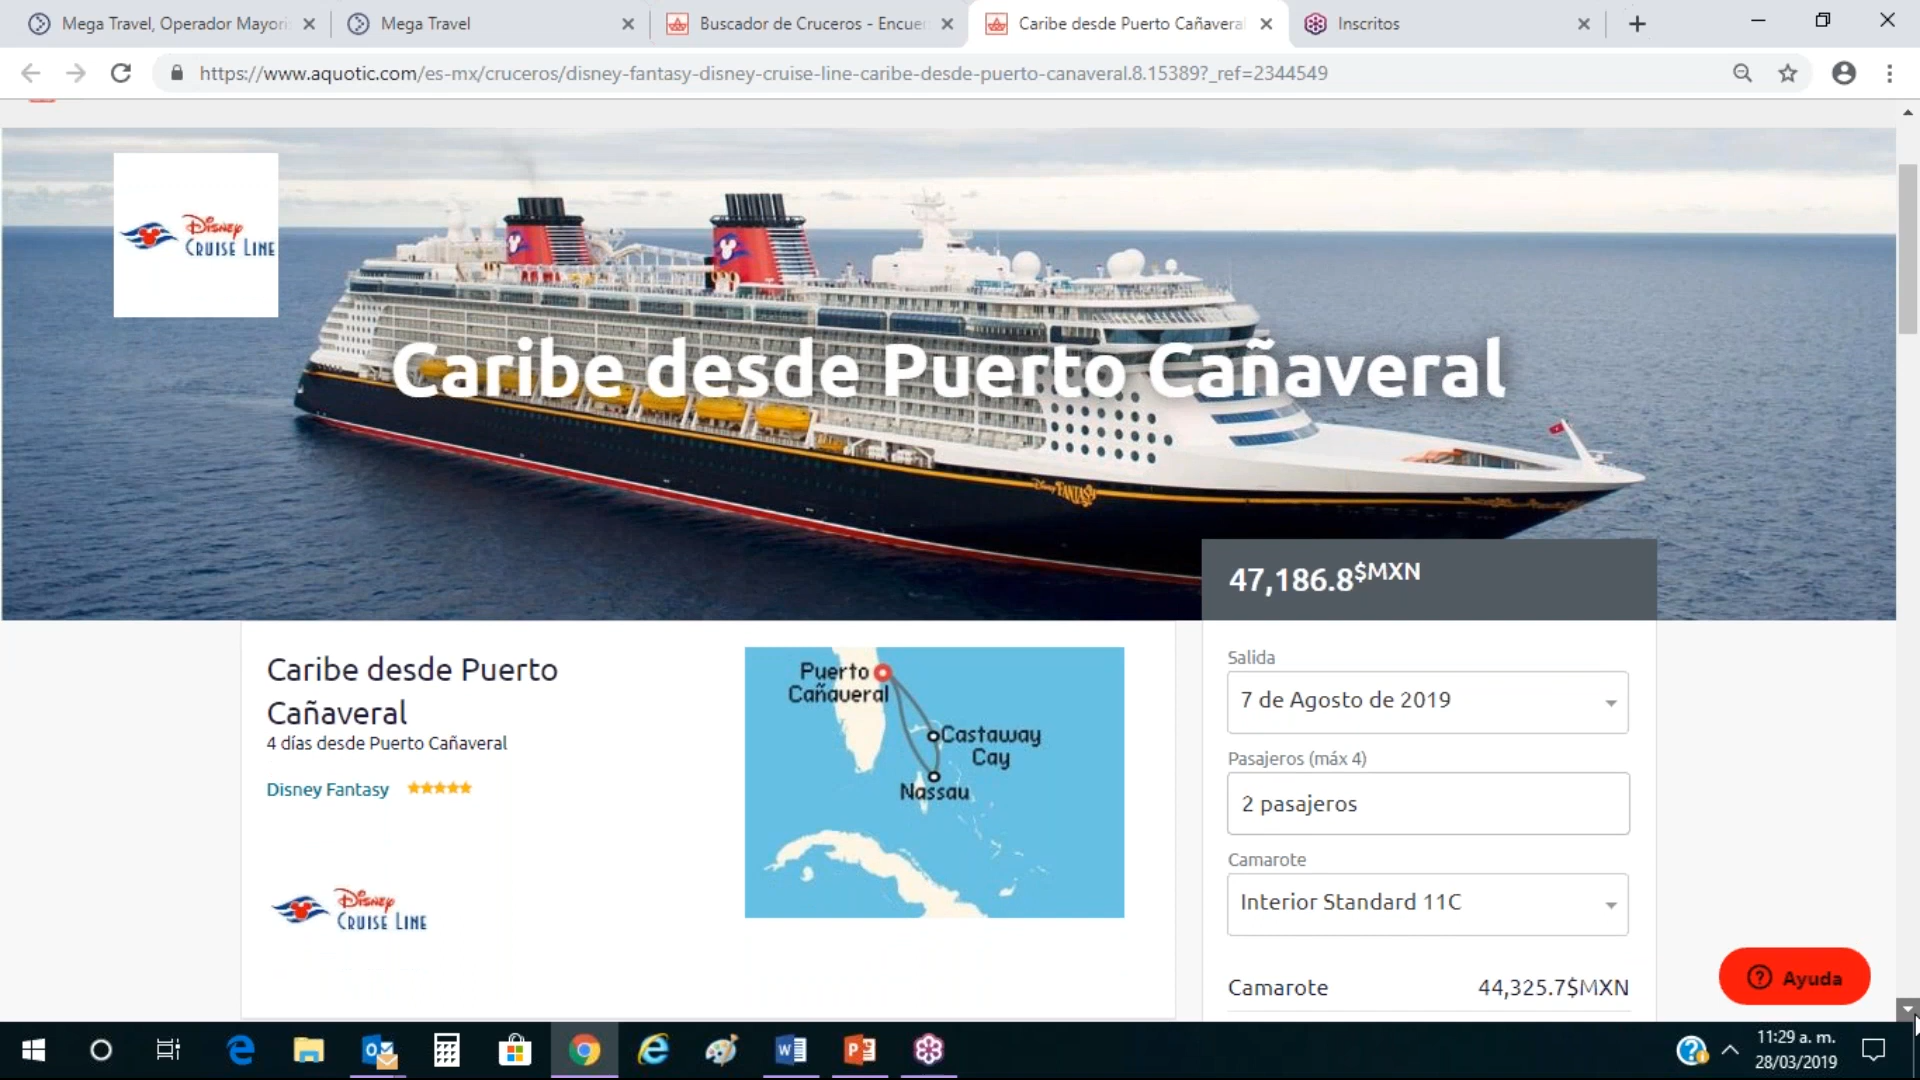 Mega Travel, Operador Mayori
Mega Travel
Buscador de Cruceros - Encuen
Caribe desde Puerto Cañaveral
Inscritos
https://www.aquotic.com/es-mx/cruceros/disney-fantasy-disney-cruise-line-caribe-desde-puerto-canaveral.8.15389?_ref=2344549
Disney
CRUISE LINE
Caribe desde Puerto Cañaveral
Disney FANTASY
47,186.8$MXN
Caribe desde Puerto
Cañaveral
4 días desde Puerto Cañaveral
Disney Fantasy
Disney
CRUISE LINE
Puerto
Cañaveral
Castaway
Cay
Nassau
Salida
7 de Agosto de 2019
Pasajeros (máx 4)
2 pasajeros
Camarote
Interior Standard 11C
Camarote 44,325.7$MXN
Ayuda
11:29 a. m.
28/03/2019